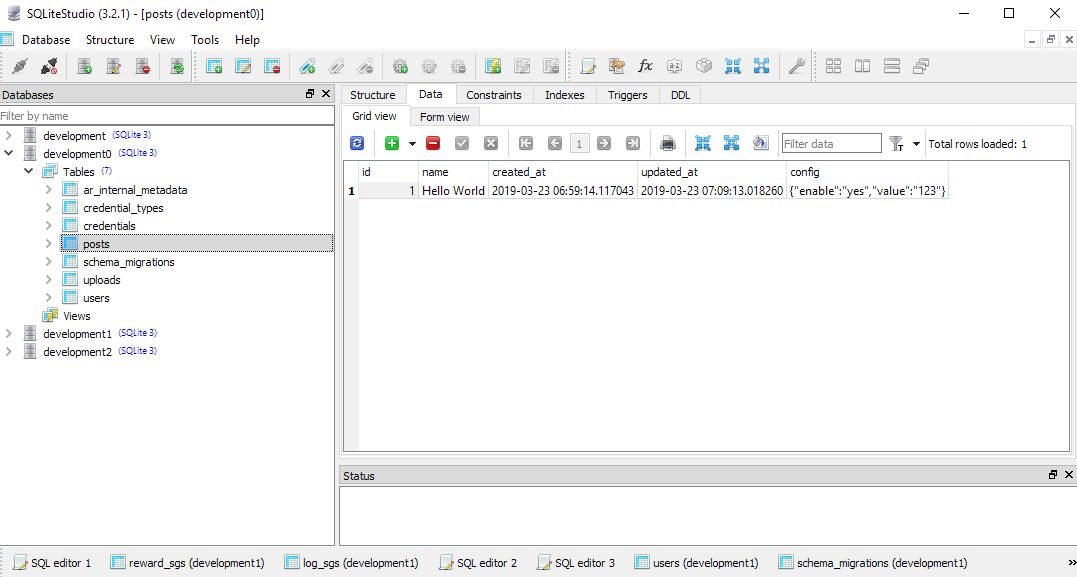 SQLiteStudio (3.2.1) - [posts (development0)]
Database Structure View Tools Help
Databases
Filter by name
development (SQLite 3)
development0 (SQLite 3)
Tables (7)
ar_internal_metadata
credential_types
credentials
posts
schema_migrations
uploads
users
Views
development1 (SQLite 3)
development2 (SQLite 3)
Structure Data Constraints Indexes Triggers DDL
Grid view Form view
1 Filter data Total rows loaded: 1
id name created_at updated_at config
1 1 Hello World 2019-03-23 06:59:14.117043 2019-03-23 07:09:13.018260 {"enable":"yes","value":"123"}
Status
SQL editor 1 reward_sgs (development1) log_sgs (development1) SQL editor 2 SQL editor 3 users (development1) schema_migrations (development1) »